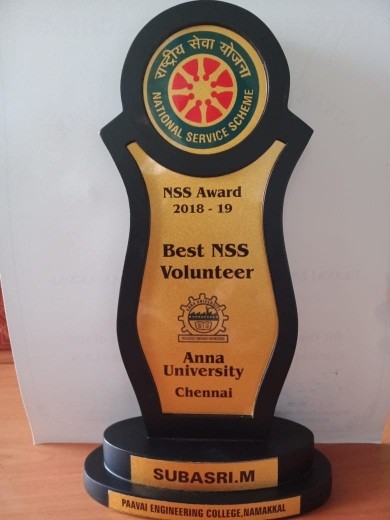 राष्ट्रीय सेवा योजना
NATIONAL SERVICE SCHEME
NSS Award
2018 - 19
Best NSS
Volunteer
Anna
University
Chennai
SUBASRI.M
PAAVAI ENGINEERING COLLEGE,NAMAKKAL